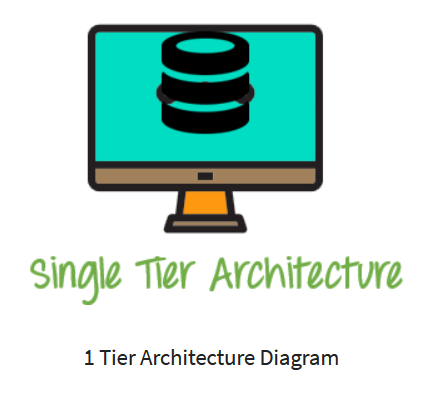 Single Tier Architecture
1 Tier Architecture Diagram